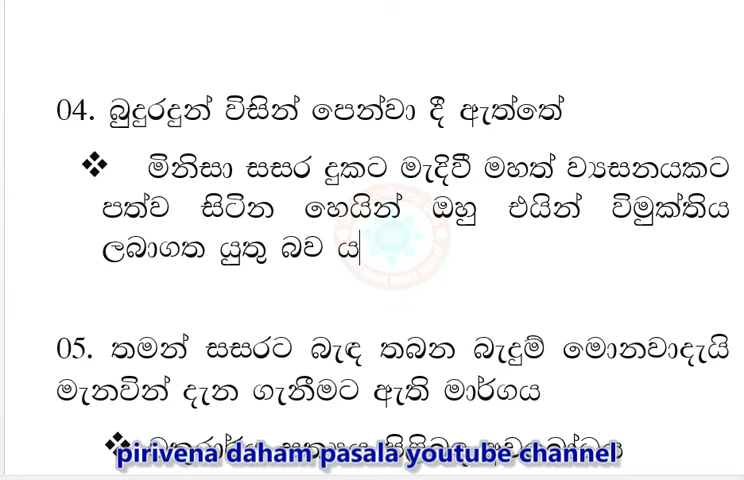 04. බුදුරදුන් විසින් පෙන්වා දී ඇත්තේ
❖ මිනිසා සසර දුකට මැදිවී මහත් ව්‍යසනයකට
පත්ව සිටින හෙයින් ඔහු එයින් විමුක්තිය
ලබාගත යුතු බව ය
05. තමන් සසරට බැඳ තබන බැඳුම් මොනවාදැයි
මැනවින් දැන ගැනීමට ඇති මාර්ගය
pirivena daham pasala youtube channel